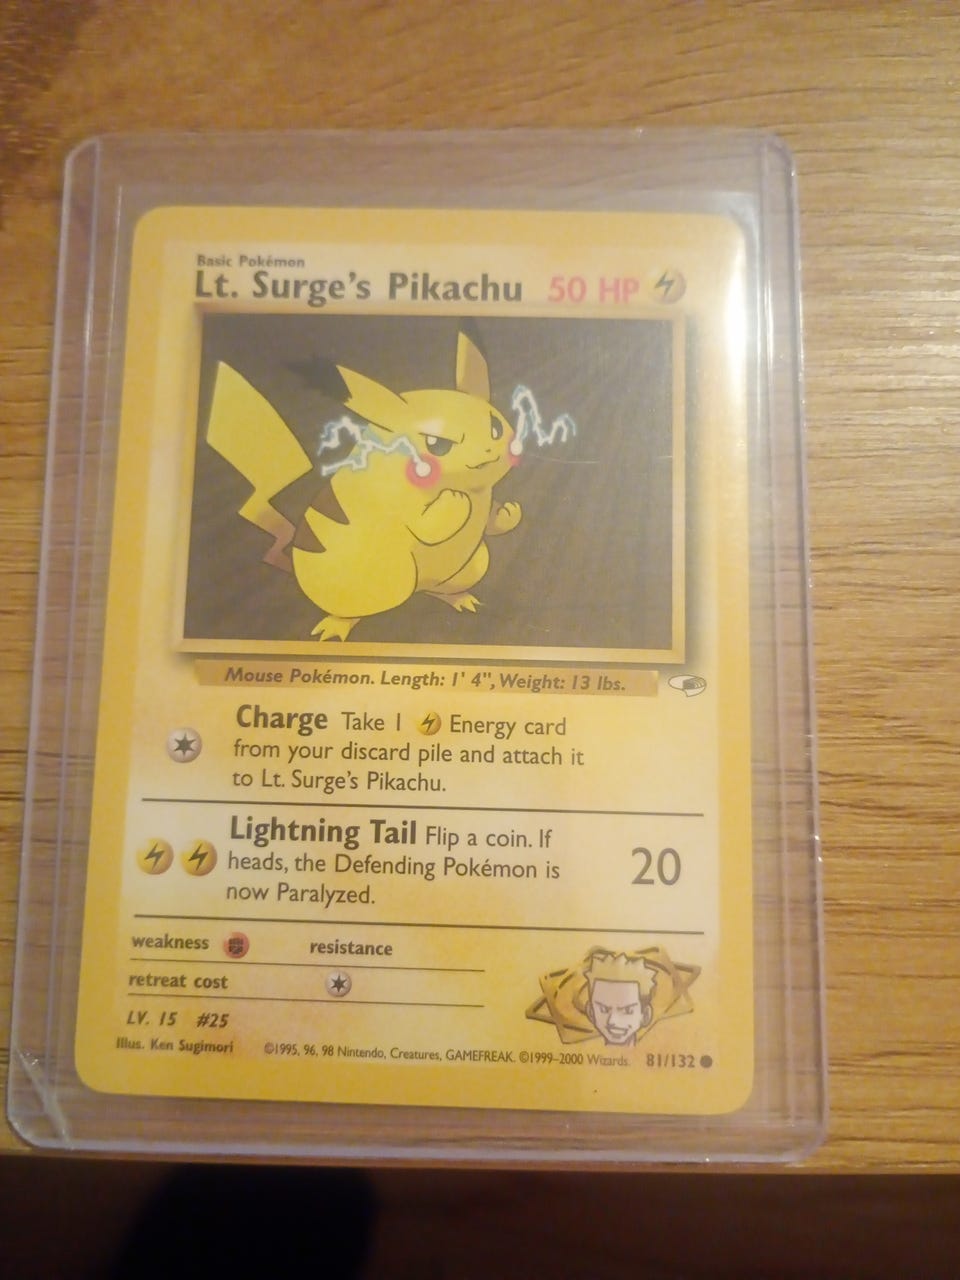 Basic Pokémon
Lt. Surge's Pikachu 50 HP
Mouse Pokémon. Length: 1' 4", Weight: 13 lbs.
Charge Take 1 Energy card
from your discard pile and attach it
to Lt. Surge's Pikachu.
Lightning Tail Flip a coin. If
heads, the Defending Pokémon is
now Paralyzed.
20
weakness resistance
retreat cost
LV. 15 #25
Illus. Ken Sugimori ©1995, 96, 98 Nintendo, Creatures, GAMEFREAK. ©1999–2000 Wizards. 81/132